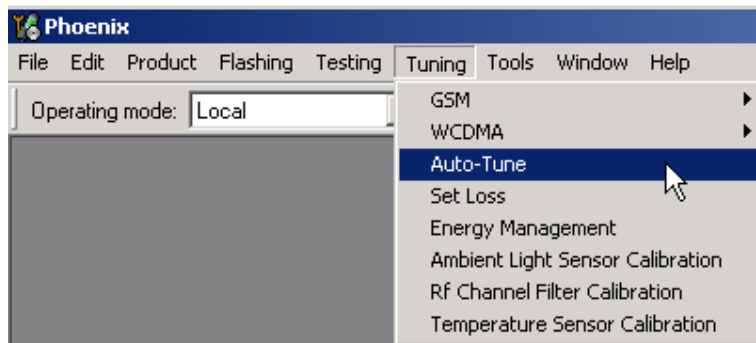 Phoenix
File Edit Product Flashing Testing Tuning Tools Window Help
Operating mode: Local
GSM
WCDMA
Auto-Tune
Set Loss
Energy Management
Ambient Light Sensor Calibration
Rf Channel Filter Calibration
Temperature Sensor Calibration